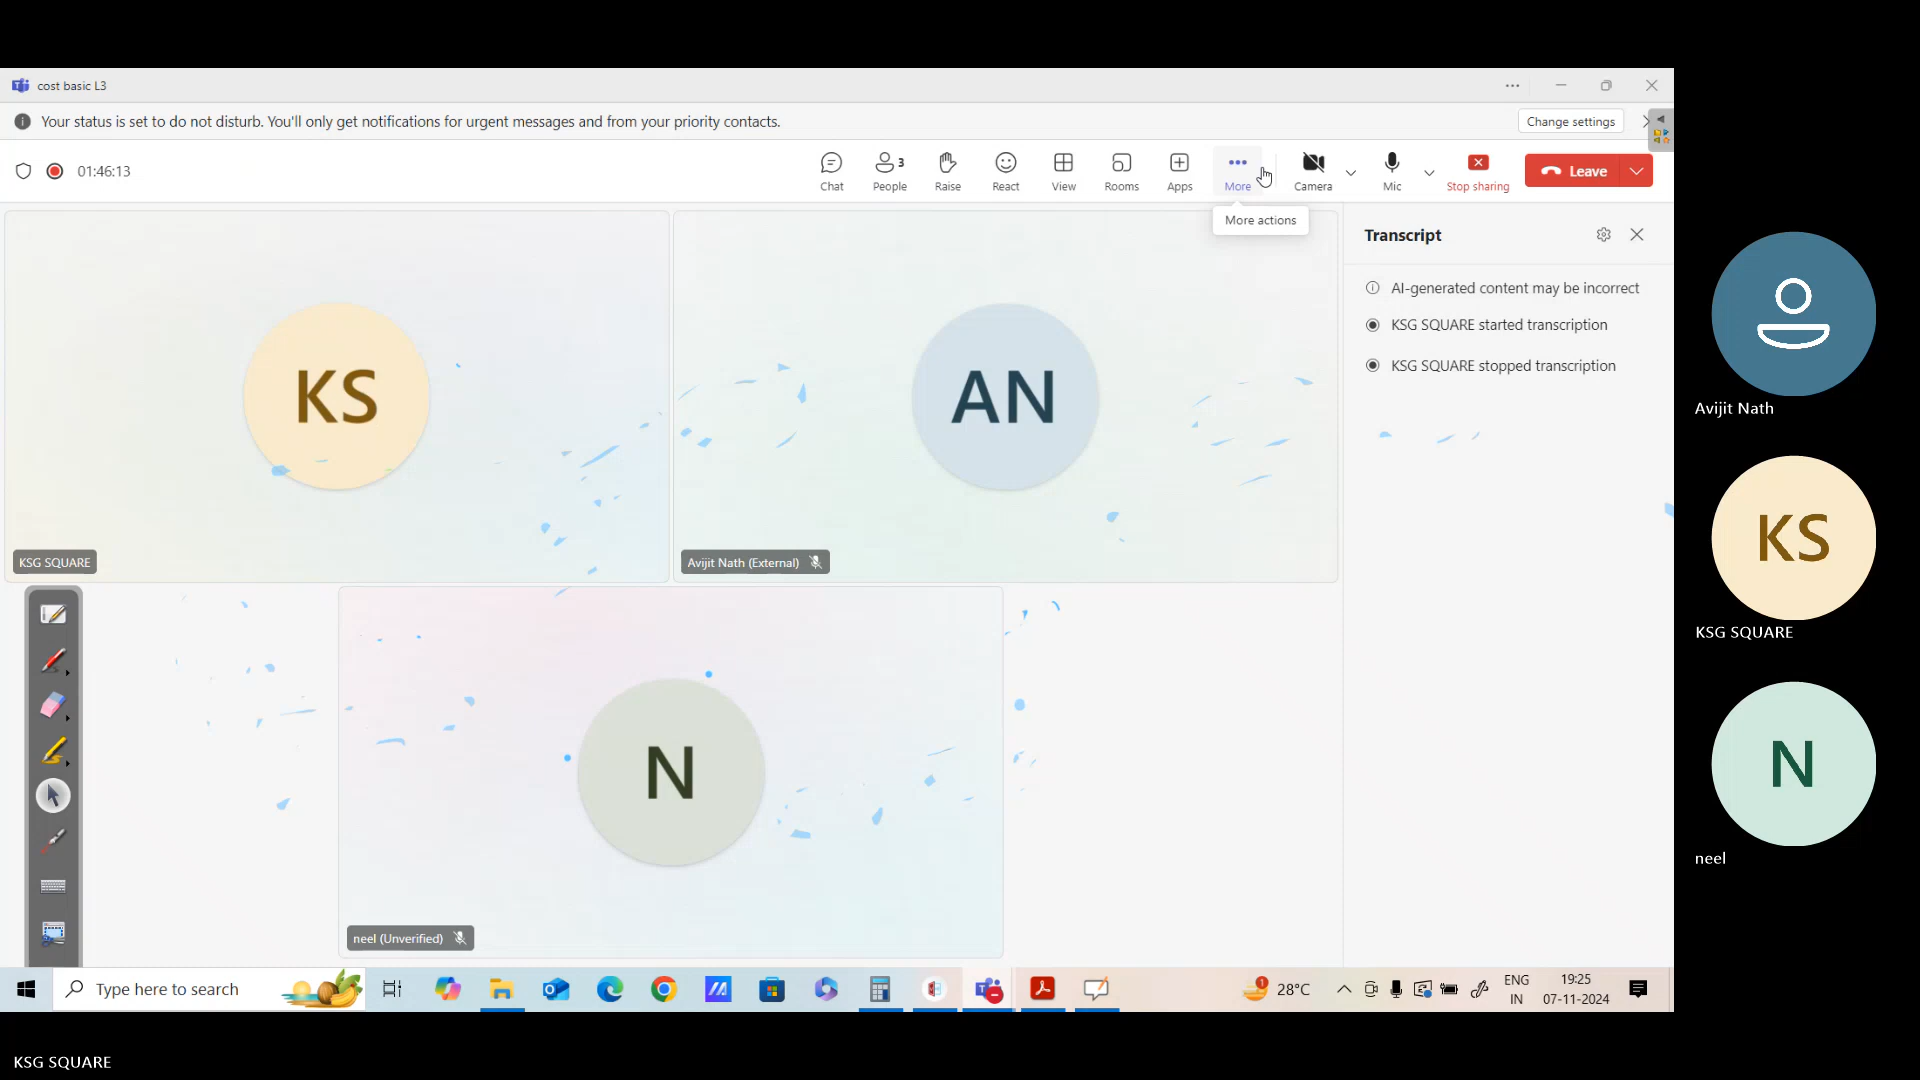 cost basic L3
Your status is set to do not disturb. You'll only get notifications for urgent messages and from your priority contacts.
Change settings
01:46:13
Chat
3
People
Raise
React
View
Rooms
Apps
More
Camera
Mic
Stop sharing
Leave
More actions
Transcript
AI-generated content may be incorrect
KSG SQUARE started transcription
KSG SQUARE stopped transcription
KS
KSG SQUARE
AN
Avijit Nath (External)
N
neel (Unverified)
Avijit Nath
KS
KSG SQUARE
N
neel
Type here to search
28°C
ENG
IN
19:25
07-11-2024
KSG SQUARE